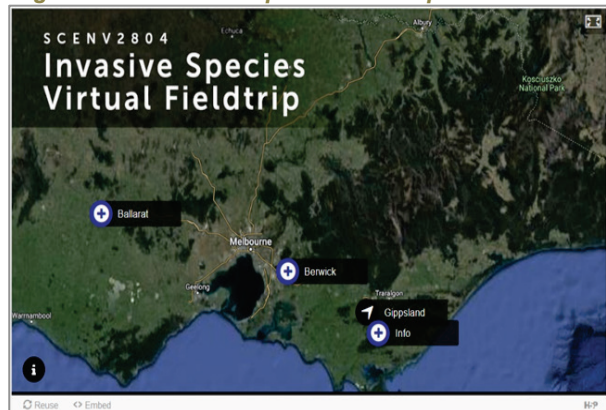 Echuca
Albury
SCENV2804
Invasive Species
Virtual Fieldtrip
Kosciuszko
National Park
Ballarat
Melbourne
Berwick
Geelong
Traralgon
Warrnambool
Gippsland
Info
i
Reuse <> Embed
H5P